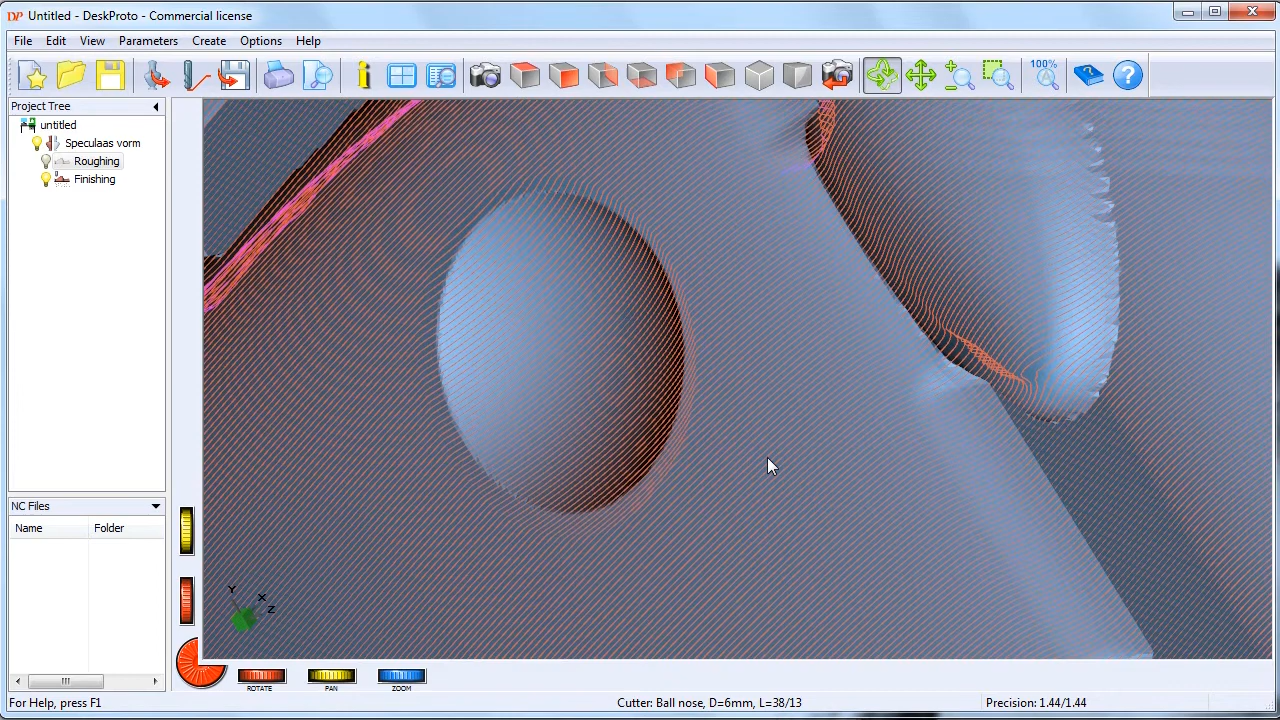 DP Untitled - DeskProto - Commercial license
File Edit View Parameters Create Options Help
100%
Project Tree
untitled
Speculaas vorm
Roughing
Finishing
NC Files
Name Folder
Y
X
Z
ROTATE PAN ZOOM
For Help, press F1 Cutter: Ball nose, D=6mm, L=38/13 Precision: 1.44/1.44